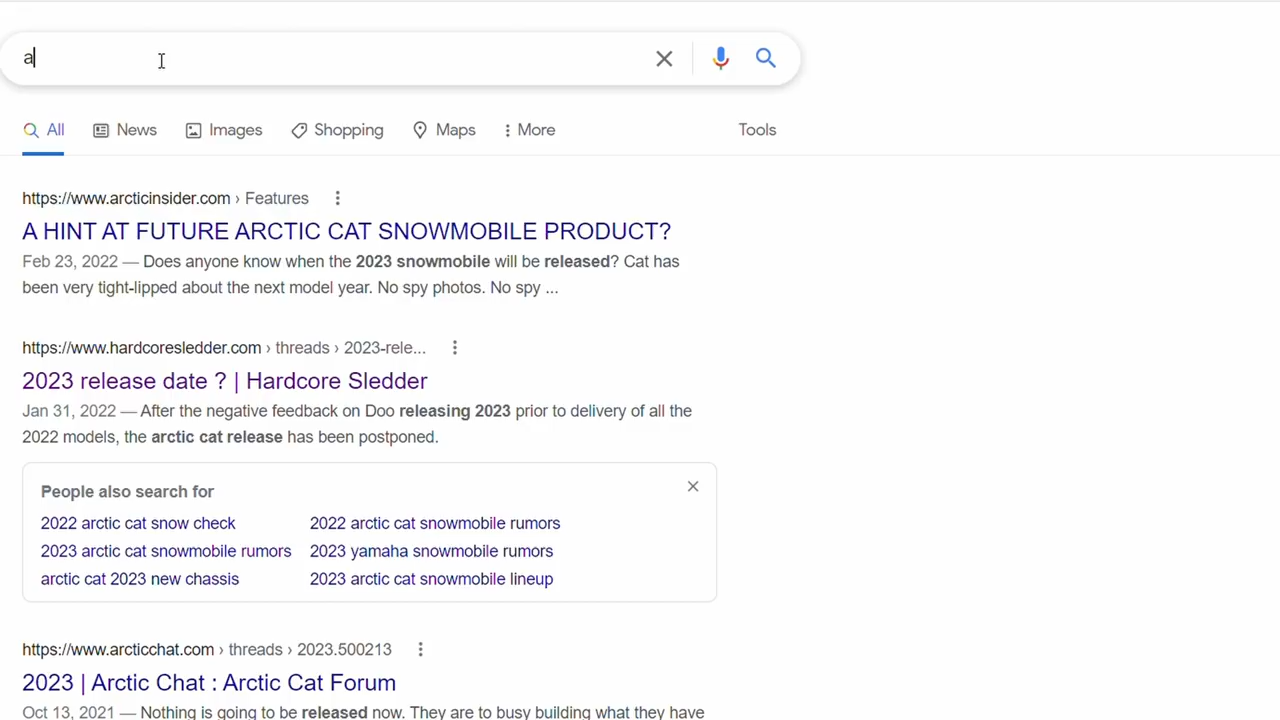 a
All News Images Shopping Maps More Tools
https://www.arcticinsider.com › Features
A HINT AT FUTURE ARCTIC CAT SNOWMOBILE PRODUCT?
Feb 23, 2022 — Does anyone know when the 2023 snowmobile will be released? Cat has
been very tight-lipped about the next model year. No spy photos. No spy ...
https://www.hardcoresledder.com › threads › 2023-rele...
2023 release date ? | Hardcore Sledder
Jan 31, 2022 — After the negative feedback on Doo releasing 2023 prior to delivery of all the
2022 models, the arctic cat release has been postponed.
People also search for
2022 arctic cat snow check 2022 arctic cat snowmobile rumors
2023 arctic cat snowmobile rumors 2023 yamaha snowmobile rumors
arctic cat 2023 new chassis 2023 arctic cat snowmobile lineup
https://www.arcticchat.com › threads › 2023.500213
2023 | Arctic Chat : Arctic Cat Forum
Oct 13, 2021 — Nothing is going to be released now. They are to busy building what they have